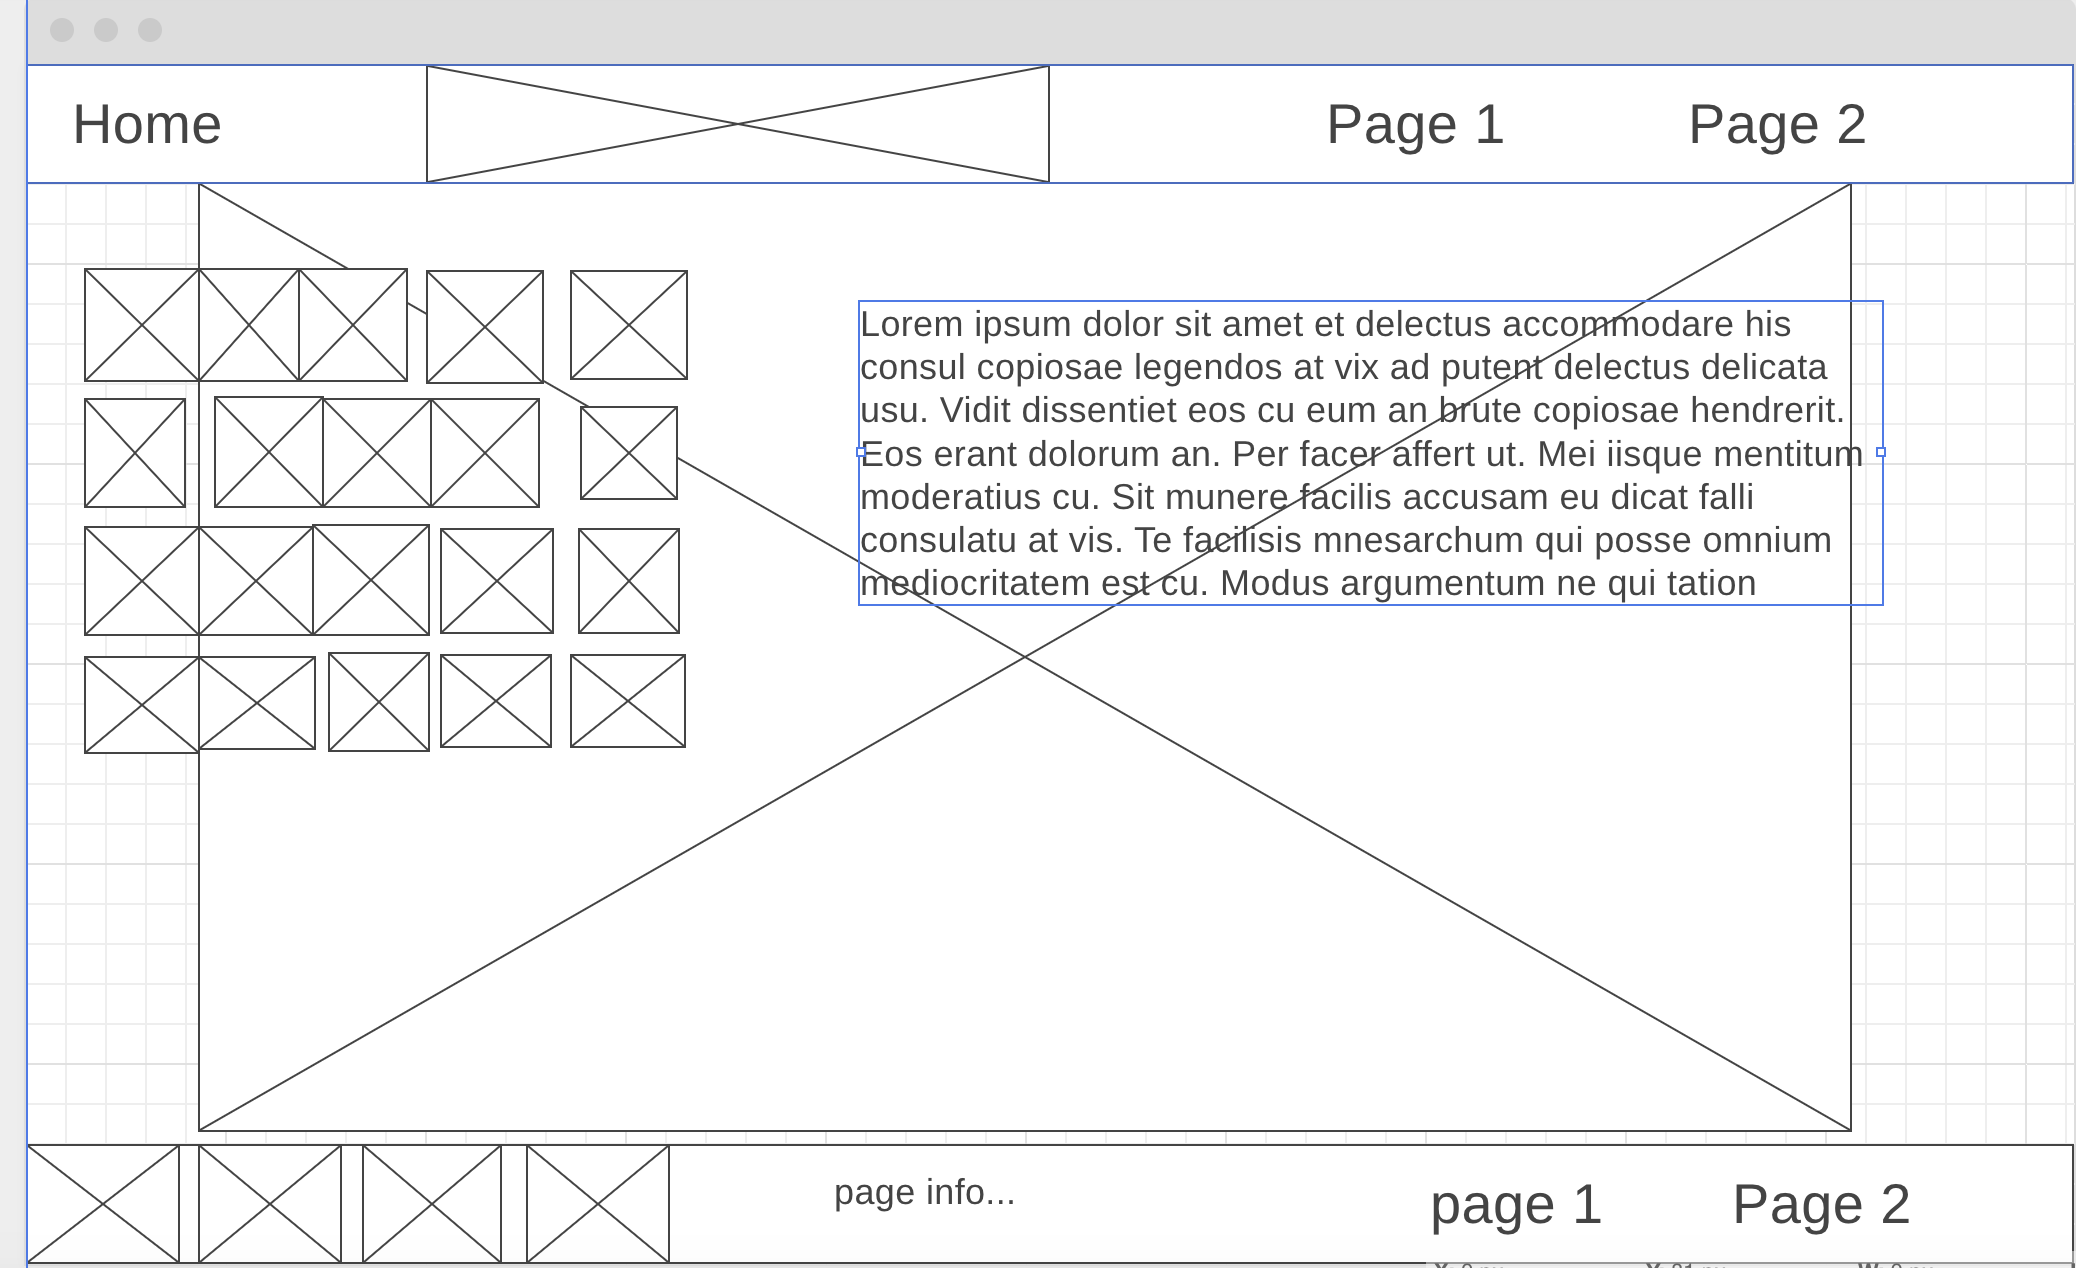 Home
Page 1
Page 2
Lorem ipsum dolor sit amet et delectus accommodare his
consul copiosae legendos at vix ad putent delectus delicata
usu. Vidit dissentiet eos cu eum an brute copiosae hendrerit.
Eos erant dolorum an. Per facer affert ut. Mei iisque mentitum
moderatius cu. Sit munere facilis accusam eu dicat falli
consulatu at vis. Te facilisis mnesarchum qui posse omnium
mediocritatem est cu. Modus argumentum ne qui tation
page info...
page 1
Page 2